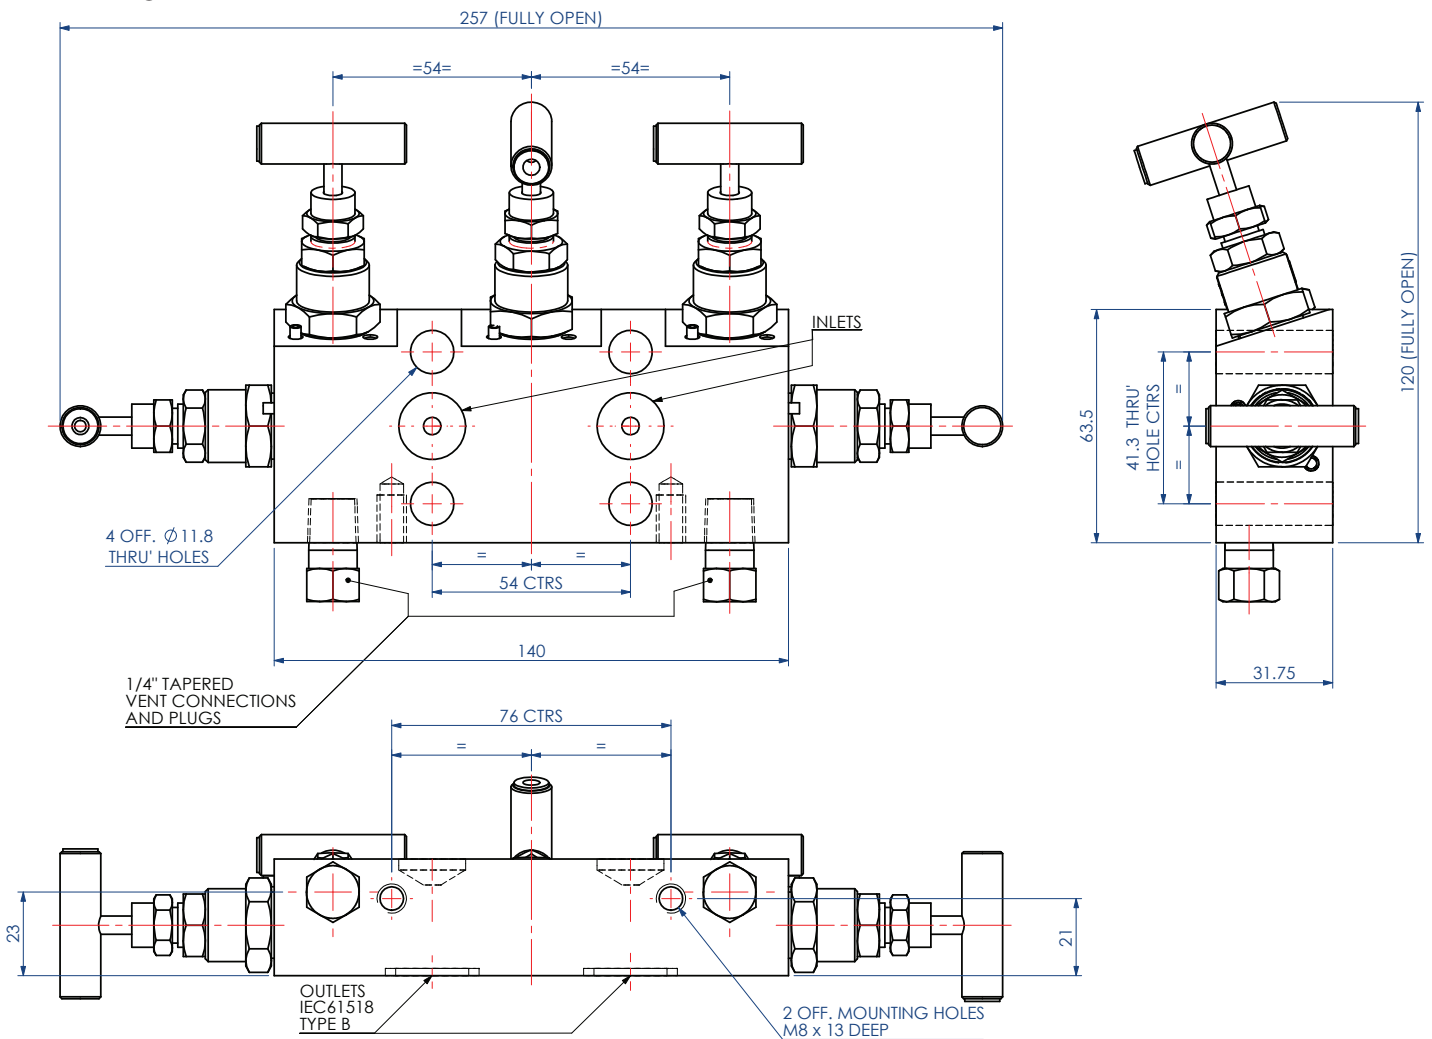 257 (FULLY OPEN)
=54=
=54=
INLETS
120 (FULLY OPEN)
63.5
41.3 THRU'
HOLE CTRS
=
=
4 OFF. Ø11.8
THRU' HOLES
=
=
54 CTRS
140
31.75
1/4" TAPERED
VENT CONNECTIONS
AND PLUGS
76 CTRS
=
=
23
21
OUTLETS
IEC61518
TYPE B
2 OFF. MOUNTING HOLES
M8 x 13 DEEP